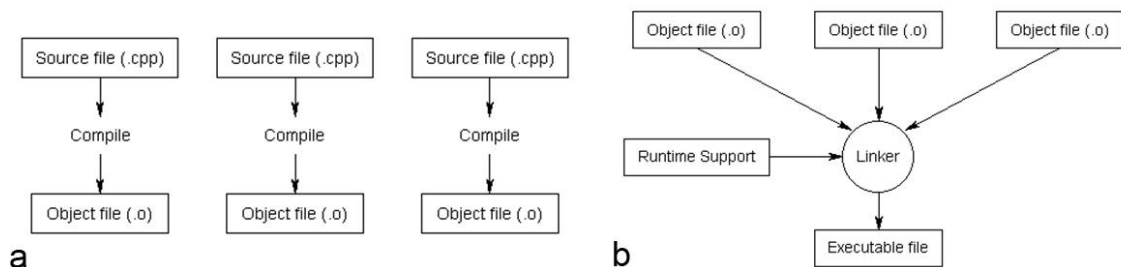 Source file (.cpp)
Source file (.cpp)
Source file (.cpp)
Compile
Compile
Compile
Object file (.o)
Object file (.o)
Object file (.o)
a
Object file (.o)
Object file (.o)
Object file (.o)
Runtime Support
Linker
Executable file
b